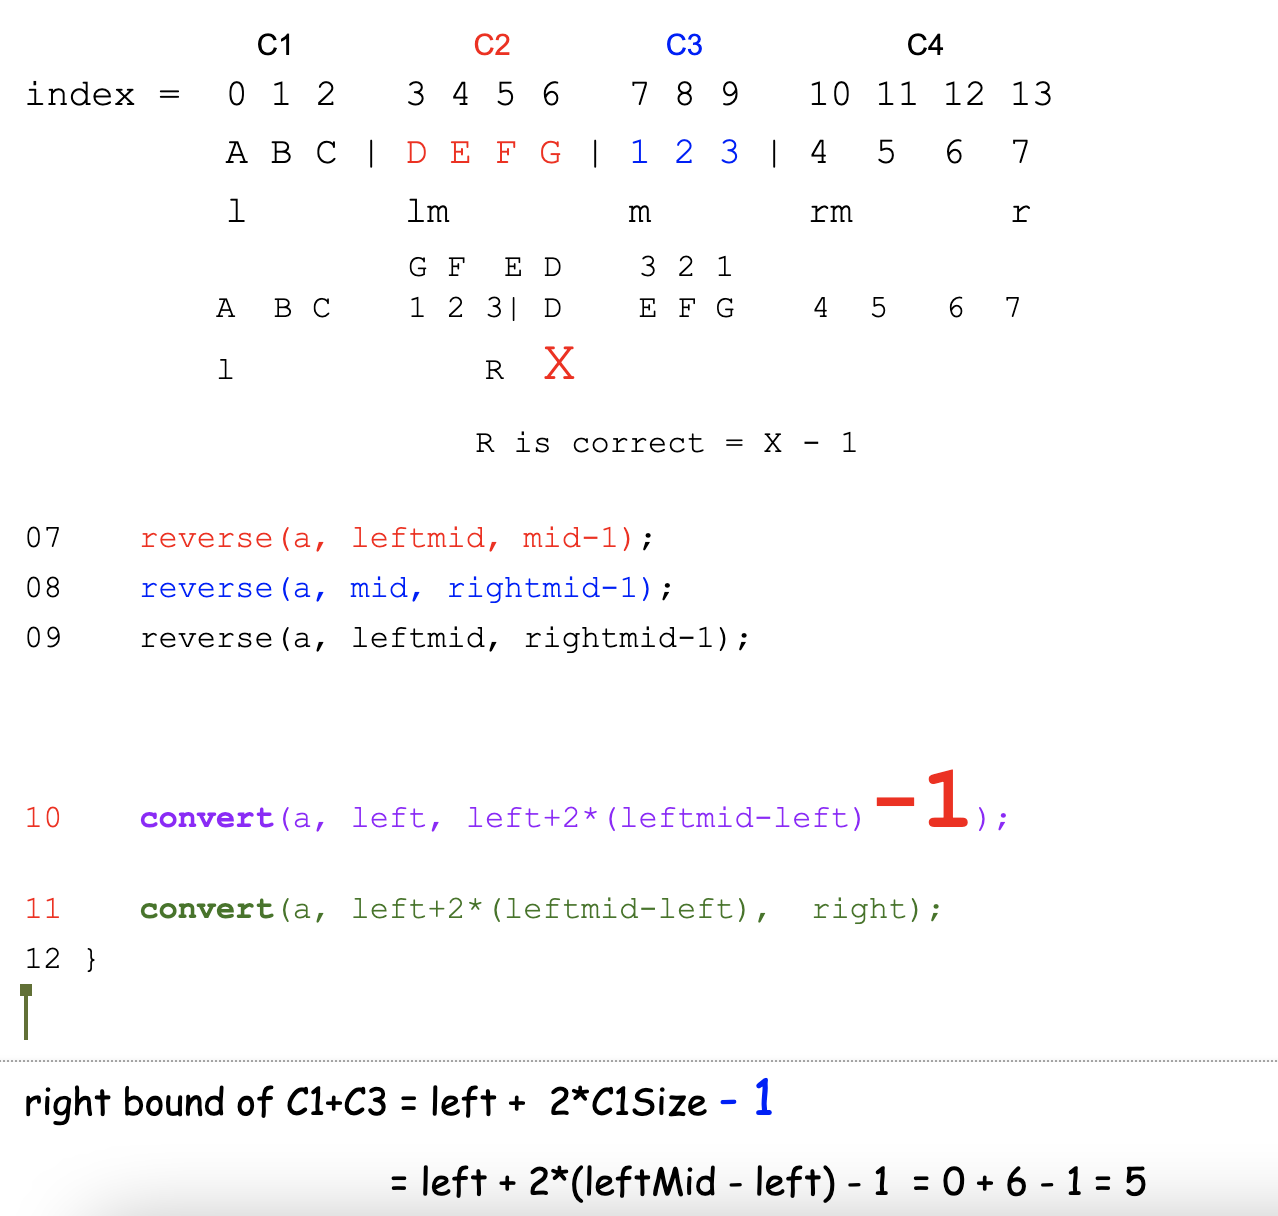 C1 C2 C3 C4
index = 0 1 2 3 4 5 6 7 8 9 10 11 12 13
A B C | D E F G | 1 2 3 | 4 5 6 7
l lm m rm r
G F E D 3 2 1
A B C 1 2 3| D E F G 4 5 6 7
l R X
R is correct = X - 1
07 reverse(a, leftmid, mid-1);
08 reverse(a, mid, rightmid-1);
09 reverse(a, leftmid, rightmid-1);
10 convert(a, left, left+2*(leftmid-left)-1);
11 convert(a, left+2*(leftmid-left), right);
12 }
right bound of C1+C3 = left + 2*C1Size - 1
= left + 2*(leftMid - left) - 1 = 0 + 6 - 1 = 5